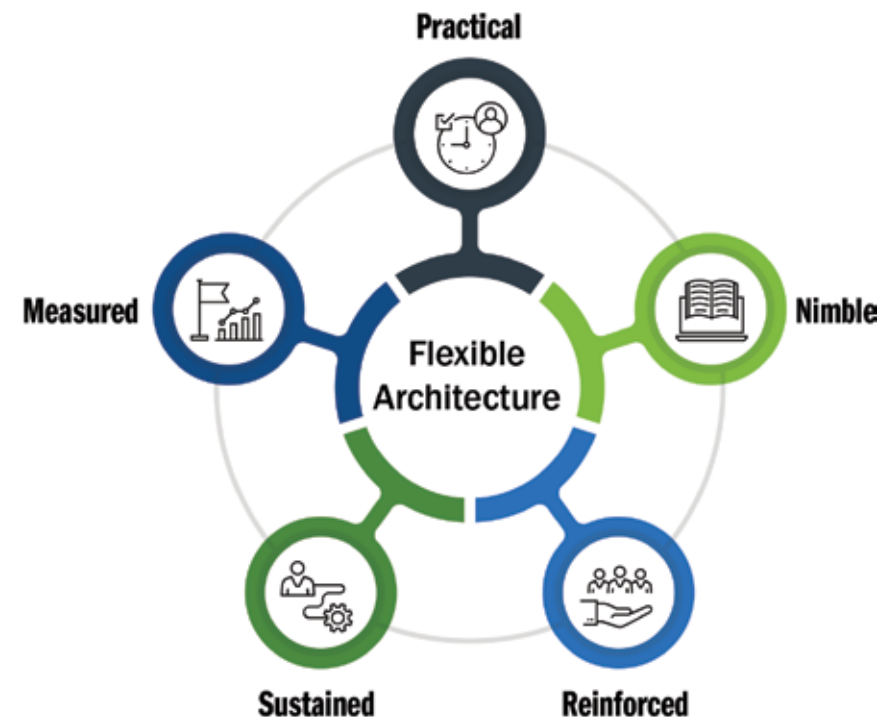 Practical
Measured
Flexible
Architecture
Nimble
Sustained
Reinforced